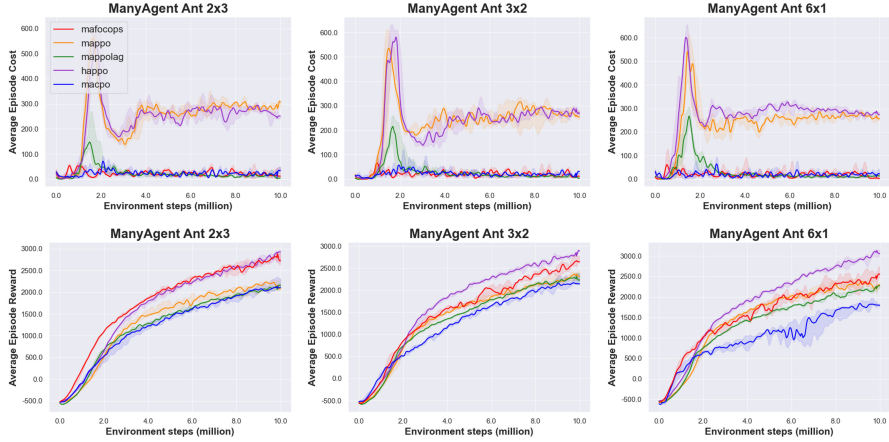 ManyAgent Ant 2x3
ManyAgent Ant 3x2
ManyAgent Ant 6x1
Average Episode Cost
600.0
500.0
400.0
300.0
200.0
100.0
0.0
mafocops
mappo
mappolag
happo
macpo
0.0 2.0 4.0 6.0 8.0 10.0
Environment steps (million)
Average Episode Cost
600.0
500.0
400.0
300.0
200.0
100.0
0.0
0.0 2.0 4.0 6.0 8.0 10.0
Environment steps (million)
Average Episode Cost
600.0
500.0
400.0
300.0
200.0
100.0
0.0
0.0 2.0 4.0 6.0 8.0 10.0
Environment steps (million)
ManyAgent Ant 2x3
ManyAgent Ant 3x2
ManyAgent Ant 6x1
Average Episode Reward
3000.0
2500.0
2000.0
1500.0
1000.0
500.0
0.0
-500.0
0.0 2.0 4.0 6.0 8.0 10.0
Environment steps (million)
Average Episode Reward
3000.0
2500.0
2000.0
1500.0
1000.0
500.0
0.0
-500.0
0.0 2.0 4.0 6.0 8.0 10.0
Environment steps (million)
Average Episode Reward
3000.0
2500.0
2000.0
1500.0
1000.0
500.0
0.0
-500.0
0.0 2.0 4.0 6.0 8.0 10.0
Environment steps (million)